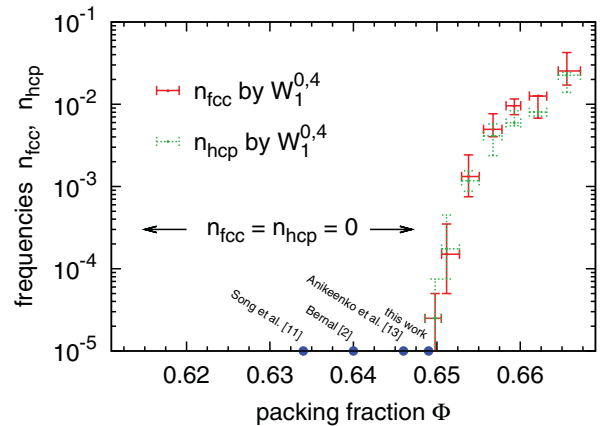 frequencies n_fcc, n_hcp
10^-1
10^-2
10^-3
10^-4
10^-5
n_fcc by W_1^{0,4}
n_hcp by W_1^{0,4}
n_fcc = n_hcp = 0
Song et al. [11]
Bernal [2]
Anikeenko et al. [13]
this work
0.62 0.63 0.64 0.65 0.66
packing fraction Φ